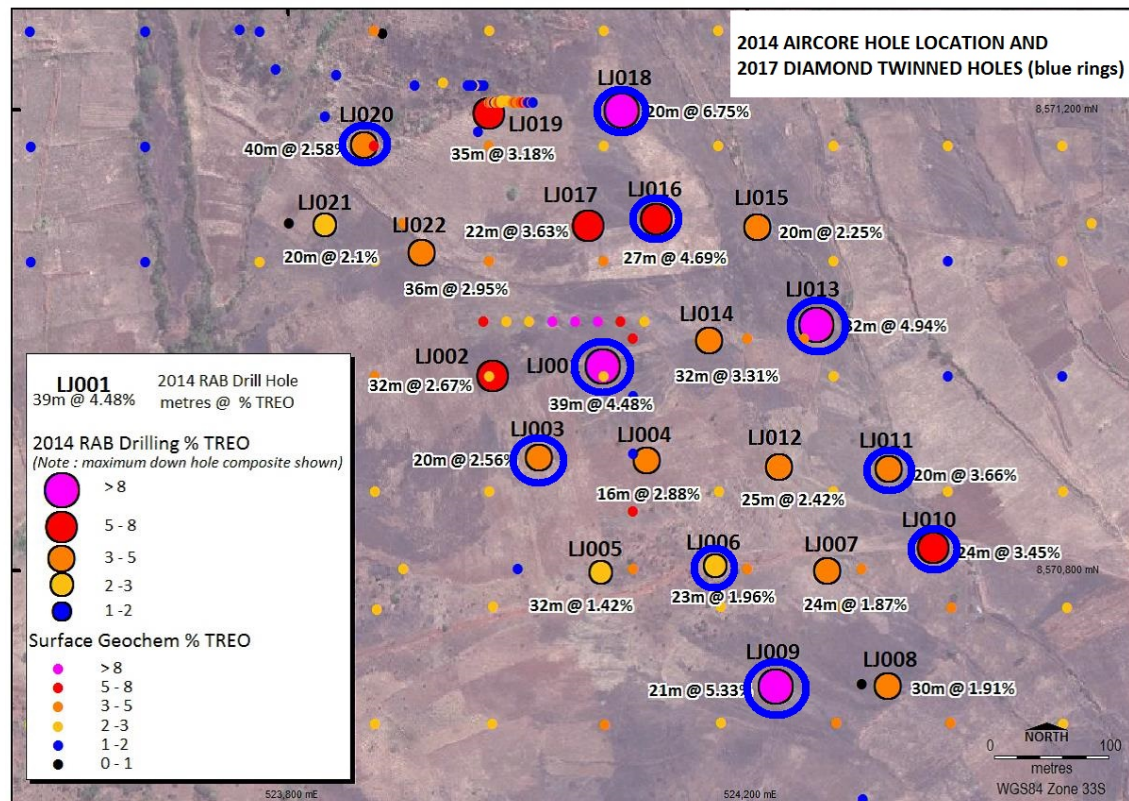 2014 AIRCORE HOLE LOCATION AND
2017 DIAMOND TWINNED HOLES (blue rings)
LJ018
20m @ 6.75%
8,571,200 mN
LJ020
40m @ 2.58%
LJ019
35m @ 3.18%
LJ021
20m @ 2.1%
LJ022
36m @ 2.95%
LJ017
22m @ 3.63%
LJ016
27m @ 4.69%
LJ015
20m @ 2.25%
LJ013
32m @ 4.94%
LJ014
32m @ 3.31%
LJ002
32m @ 2.67%
LJ001
39m @ 4.48%
LJ003
20m @ 2.56%
LJ004
16m @ 2.88%
LJ012
25m @ 2.42%
LJ011
20m @ 3.66%
LJ010
24m @ 3.45%
LJ005
32m @ 1.42%
LJ006
23m @ 1.96%
LJ007
24m @ 1.87%
8,570,800 mN
LJ009
21m @ 5.33%
LJ008
30m @ 1.91%
LJ001
39m @ 4.48%
2014 RAB Drill Hole
metres @ % TREO
2014 RAB Drilling % TREO
(Note : maximum down hole composite shown)
> 8
5 - 8
3 - 5
2 - 3
1 - 2
Surface Geochem % TREO
> 8
5 - 8
3 - 5
2 - 3
1 - 2
0 - 1
NORTH
0 100
metres
WGS84 Zone 33S
523,800 mE
524,200 mE